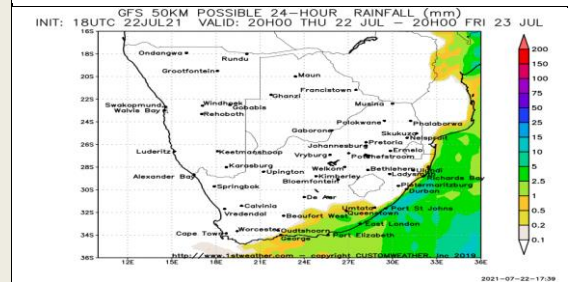 GFS 50KM POSSIBLE 24-HOUR RAINFALL (mm)
INIT: 18UTC 22JUL21 VALID: 20H00 THU 22 JUL - 20H00 FRI 23 JUL
16S
Ondangwa
Rundu
18S
200
Grootfontein
Maun
150
20S
Francistown
100
Ghanzi
75
22S
Swakopmund
Windhoek
Gobabis
Musina
50
Walvis Bay
Rehoboth
Polokwane
Phalaborwa
25
24S
Gaborone
Skukuza
15
Pretoria
Nelspruit
26S
Johannesburg
10
Luderitz
Keetmanshoop
Vryburg
Potchefstroom
Ermelo
5
Karasburg
Welkom
Bethlehem
Ulundi
28S
Alexander Bay
Upington
Kimberley
Ladysmith
Richards Bay
2.5
Bloemfontein
Pietermaritzburg
1
30S
Springbok
De Aar
Durban
0.5
Calvinia
Umtata
Port St Johns
32S
Vredendal
Beaufort West
Queenstown
0.2
East London
0.1
34S
Cape Town
Worcester
Oudtshoorn
George
Port Elizabeth
http://www.1stweather.com - copyright CUSTOMWEATHER, Inc 2019
36S
12E 15E 18E 21E 24E 27E 30E 33E 36E
2021-07-22-17:39